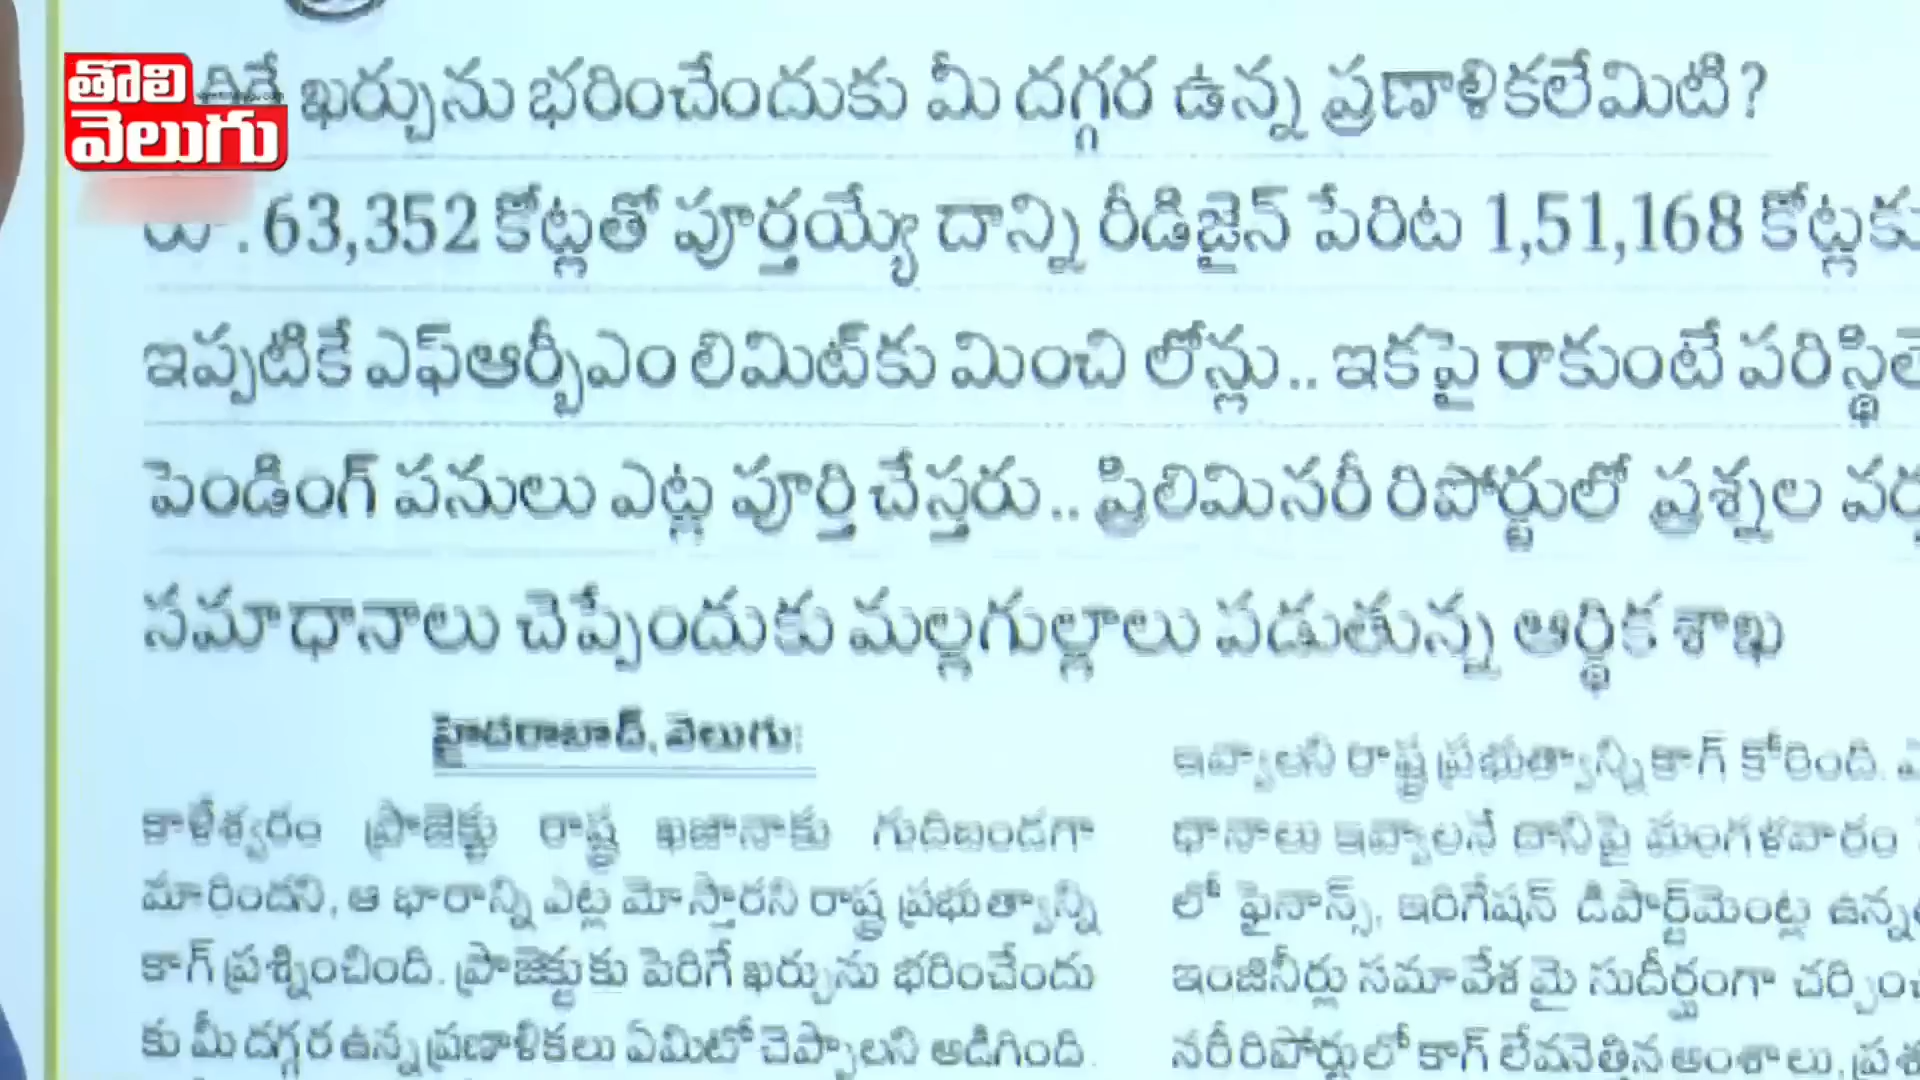 తొలి
వెలుగు
ఖర్చును భరించేందుకు మీ దగ్గర ఉన్న ప్రణాళికలేమిటి?
63,352 కోట్లతో పూర్తయ్యే దాన్ని రీడిజైన్ పేరిట 1,51,168 కోట్లకు
ఇప్పటికే ఎఫ్ఆర్బీఎం లిమిట్‌కు మించి లోన్లు.. ఇకపై రాకుంటే
పెండింగ్ పనులు ఎట్ల పూర్తి చేస్తరు.. ప్రిలిమినరీ రిపోర్టులో ప్రశ్నల
సమాధానాలు చెప్పేందుకు మల్లగుల్లాలు పడుతున్న ఆర్థిక శాఖ
హైదరాబాద్, వెలుగు:
కాళేశ్వరం ప్రాజెక్టు రాష్ట్ర ఖజానాకు గుదిబండగా
మారిందని, ఆ భారాన్ని ఎట్ల మోస్తారని రాష్ట్ర ప్రభుత్వాన్ని
కాగ్ ప్రశ్నించింది. ప్రాజెక్టుకు పెరిగే ఖర్చును భరించేందు
కు మీ దగ్గర ఉన్న ప్రణాళికలు ఏమిటో చెప్పాలని అడిగింది.
ఇవ్వాలని రాష్ట్ర ప్రభుత్వాన్ని కాగ్ కోరింది.
ధానాలు ఇవ్వాలనే దానిపై మంగళవారం
లో ఫైనాన్స్, ఇరిగేషన్ డిపార్ట్‌మెంట్ల
ఇంజినీర్లు సమావేశమై సుదీర్ఘంగా
నరీ రిపోర్టులో కాగ్ లేవనెత్తిన అంశాలు,